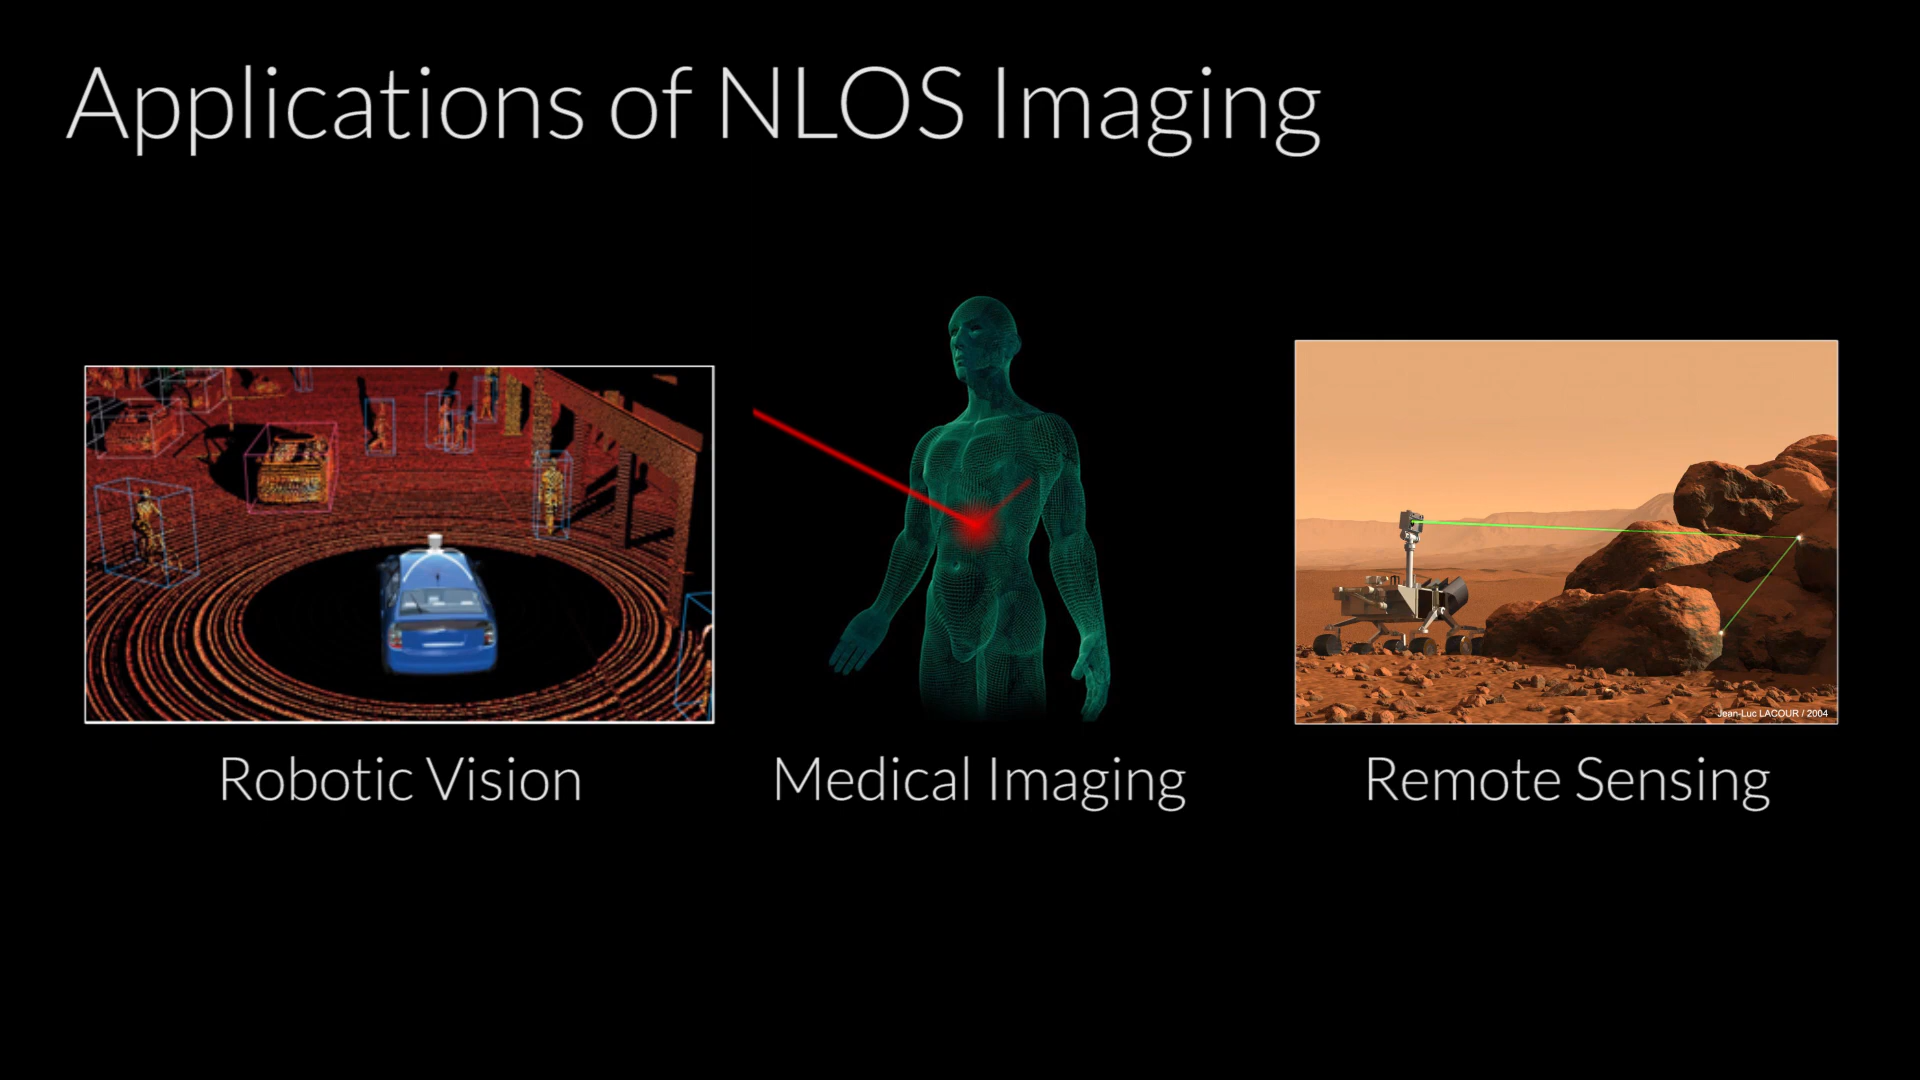 Applications of NLOS Imaging
Jean-Luc LACOUR / 2004
Robotic Vision
Medical Imaging
Remote Sensing